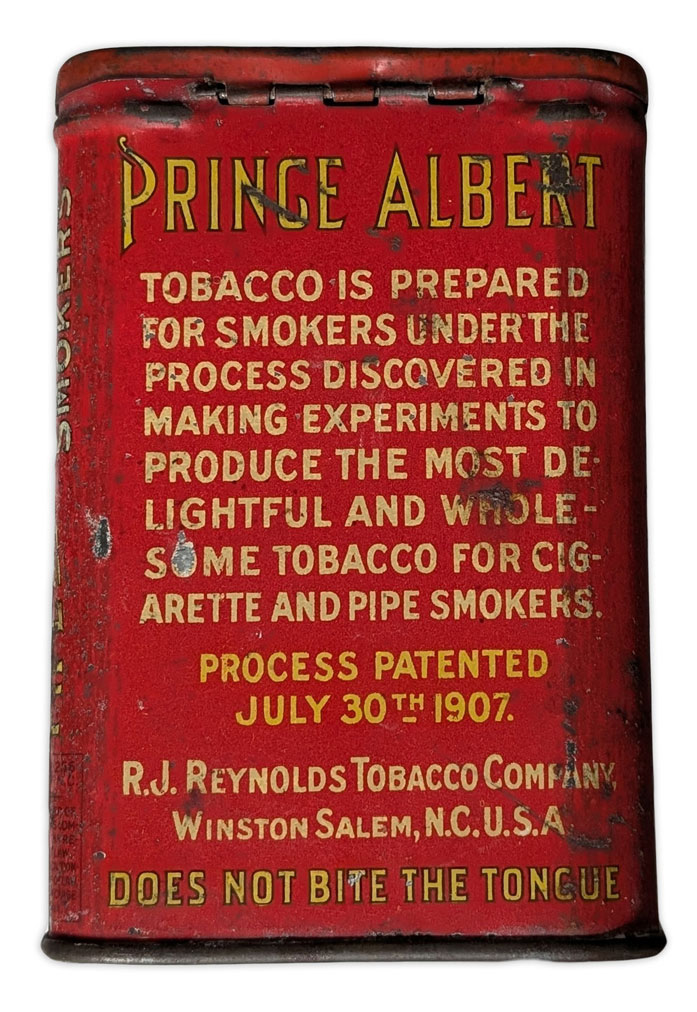 PRINCE ALBERT
TOBACCO IS PREPARED
FOR SMOKERS UNDER THE
PROCESS DISCOVERED IN
MAKING EXPERIMENTS TO
PRODUCE THE MOST DE-
LIGHTFUL AND WHOLE-
SOME TOBACCO FOR CIG-
ARETTE AND PIPE SMOKERS.
PROCESS PATENTED
JULY 30TH 1907.
R.J. REYNOLDS TOBACCO COMPANY,
WINSTON SALEM, N.C. U.S.A.
DOES NOT BITE THE TONGUE
SMOKERS